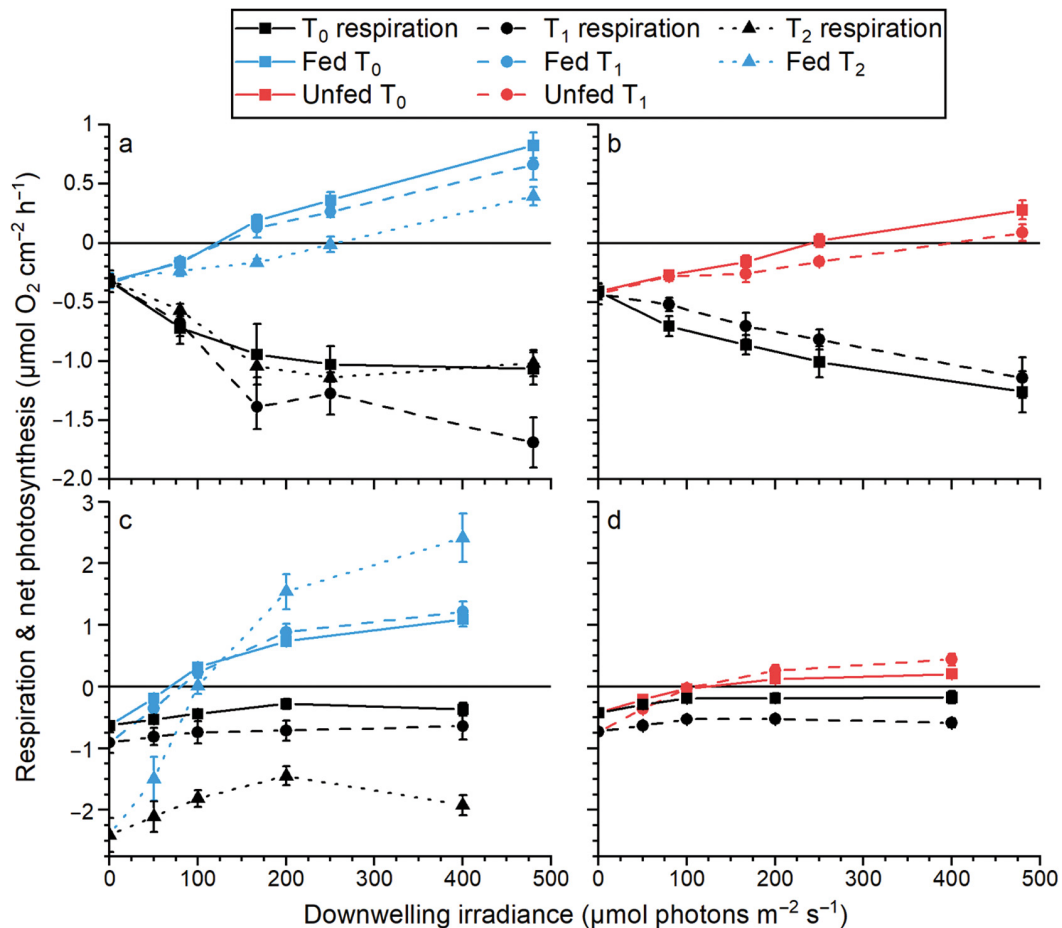 T₀ respiration T₁ respiration T₂ respiration
Fed T₀ Fed T₁ Fed T₂
Unfed T₀ Unfed T₁
Respiration & net photosynthesis (µmol O₂ cm⁻² h⁻¹)
a
1
0.5
0
−0.5
−1.0
−1.5
−2.0
b
c
3
2
1
0
−1
−2
d
0 100 200 300 400 500 0 100 200 300 400 500
Downwelling irradiance (µmol photons m⁻² s⁻¹)